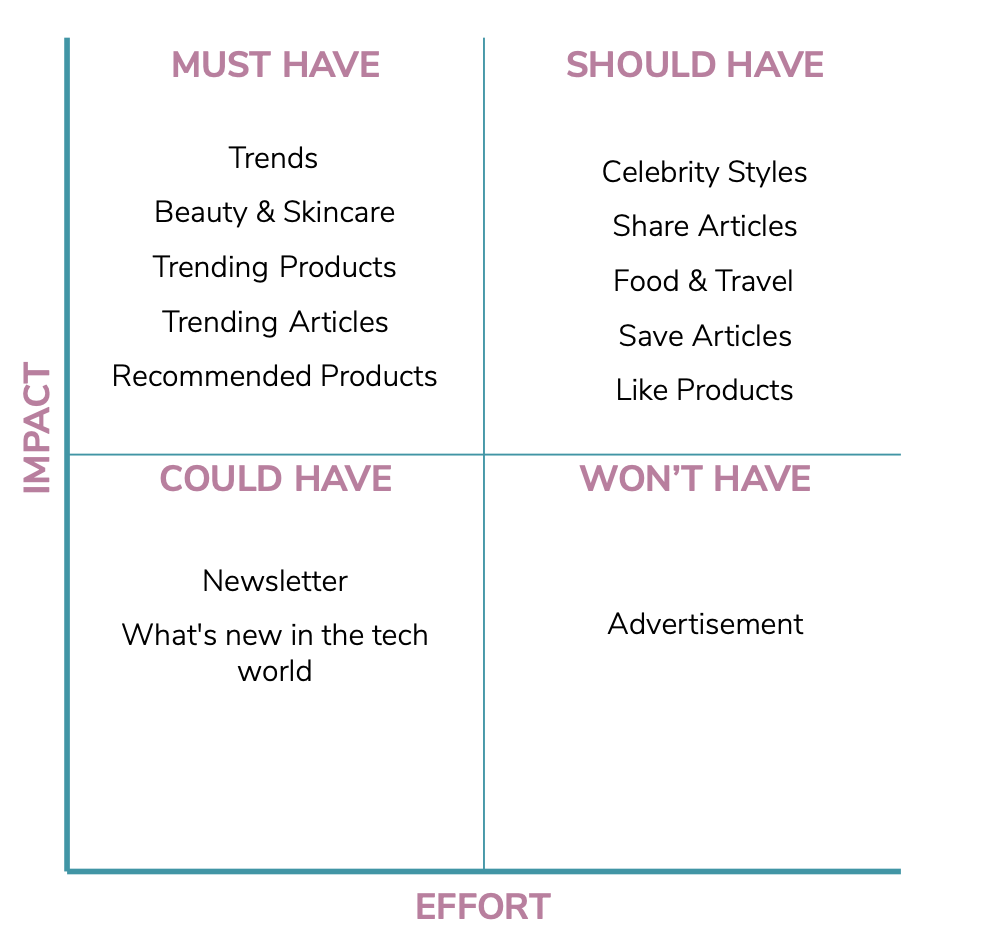 MUST HAVE
Trends
Beauty & Skincare
Trending Products
Trending Articles
Recommended Products
SHOULD HAVE
Celebrity Styles
Share Articles
Food & Travel
Save Articles
Like Products
IMPACT
COULD HAVE
Newsletter
What's new in the tech
world
WON’T HAVE
Advertisement
EFFORT